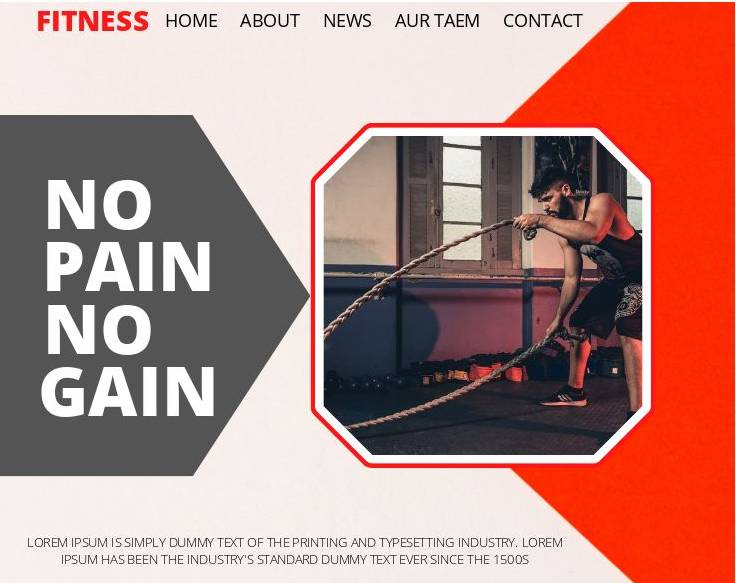 FITNESS HOME ABOUT NEWS AUR TAEM CONTACT
NO
PAIN
NO
GAIN
LOREM IPSUM IS SIMPLY DUMMY TEXT OF THE PRINTING AND TYPESETTING INDUSTRY. LOREM
IPSUM HAS BEEN THE INDUSTRY'S STANDARD DUMMY TEXT EVER SINCE THE 1500S